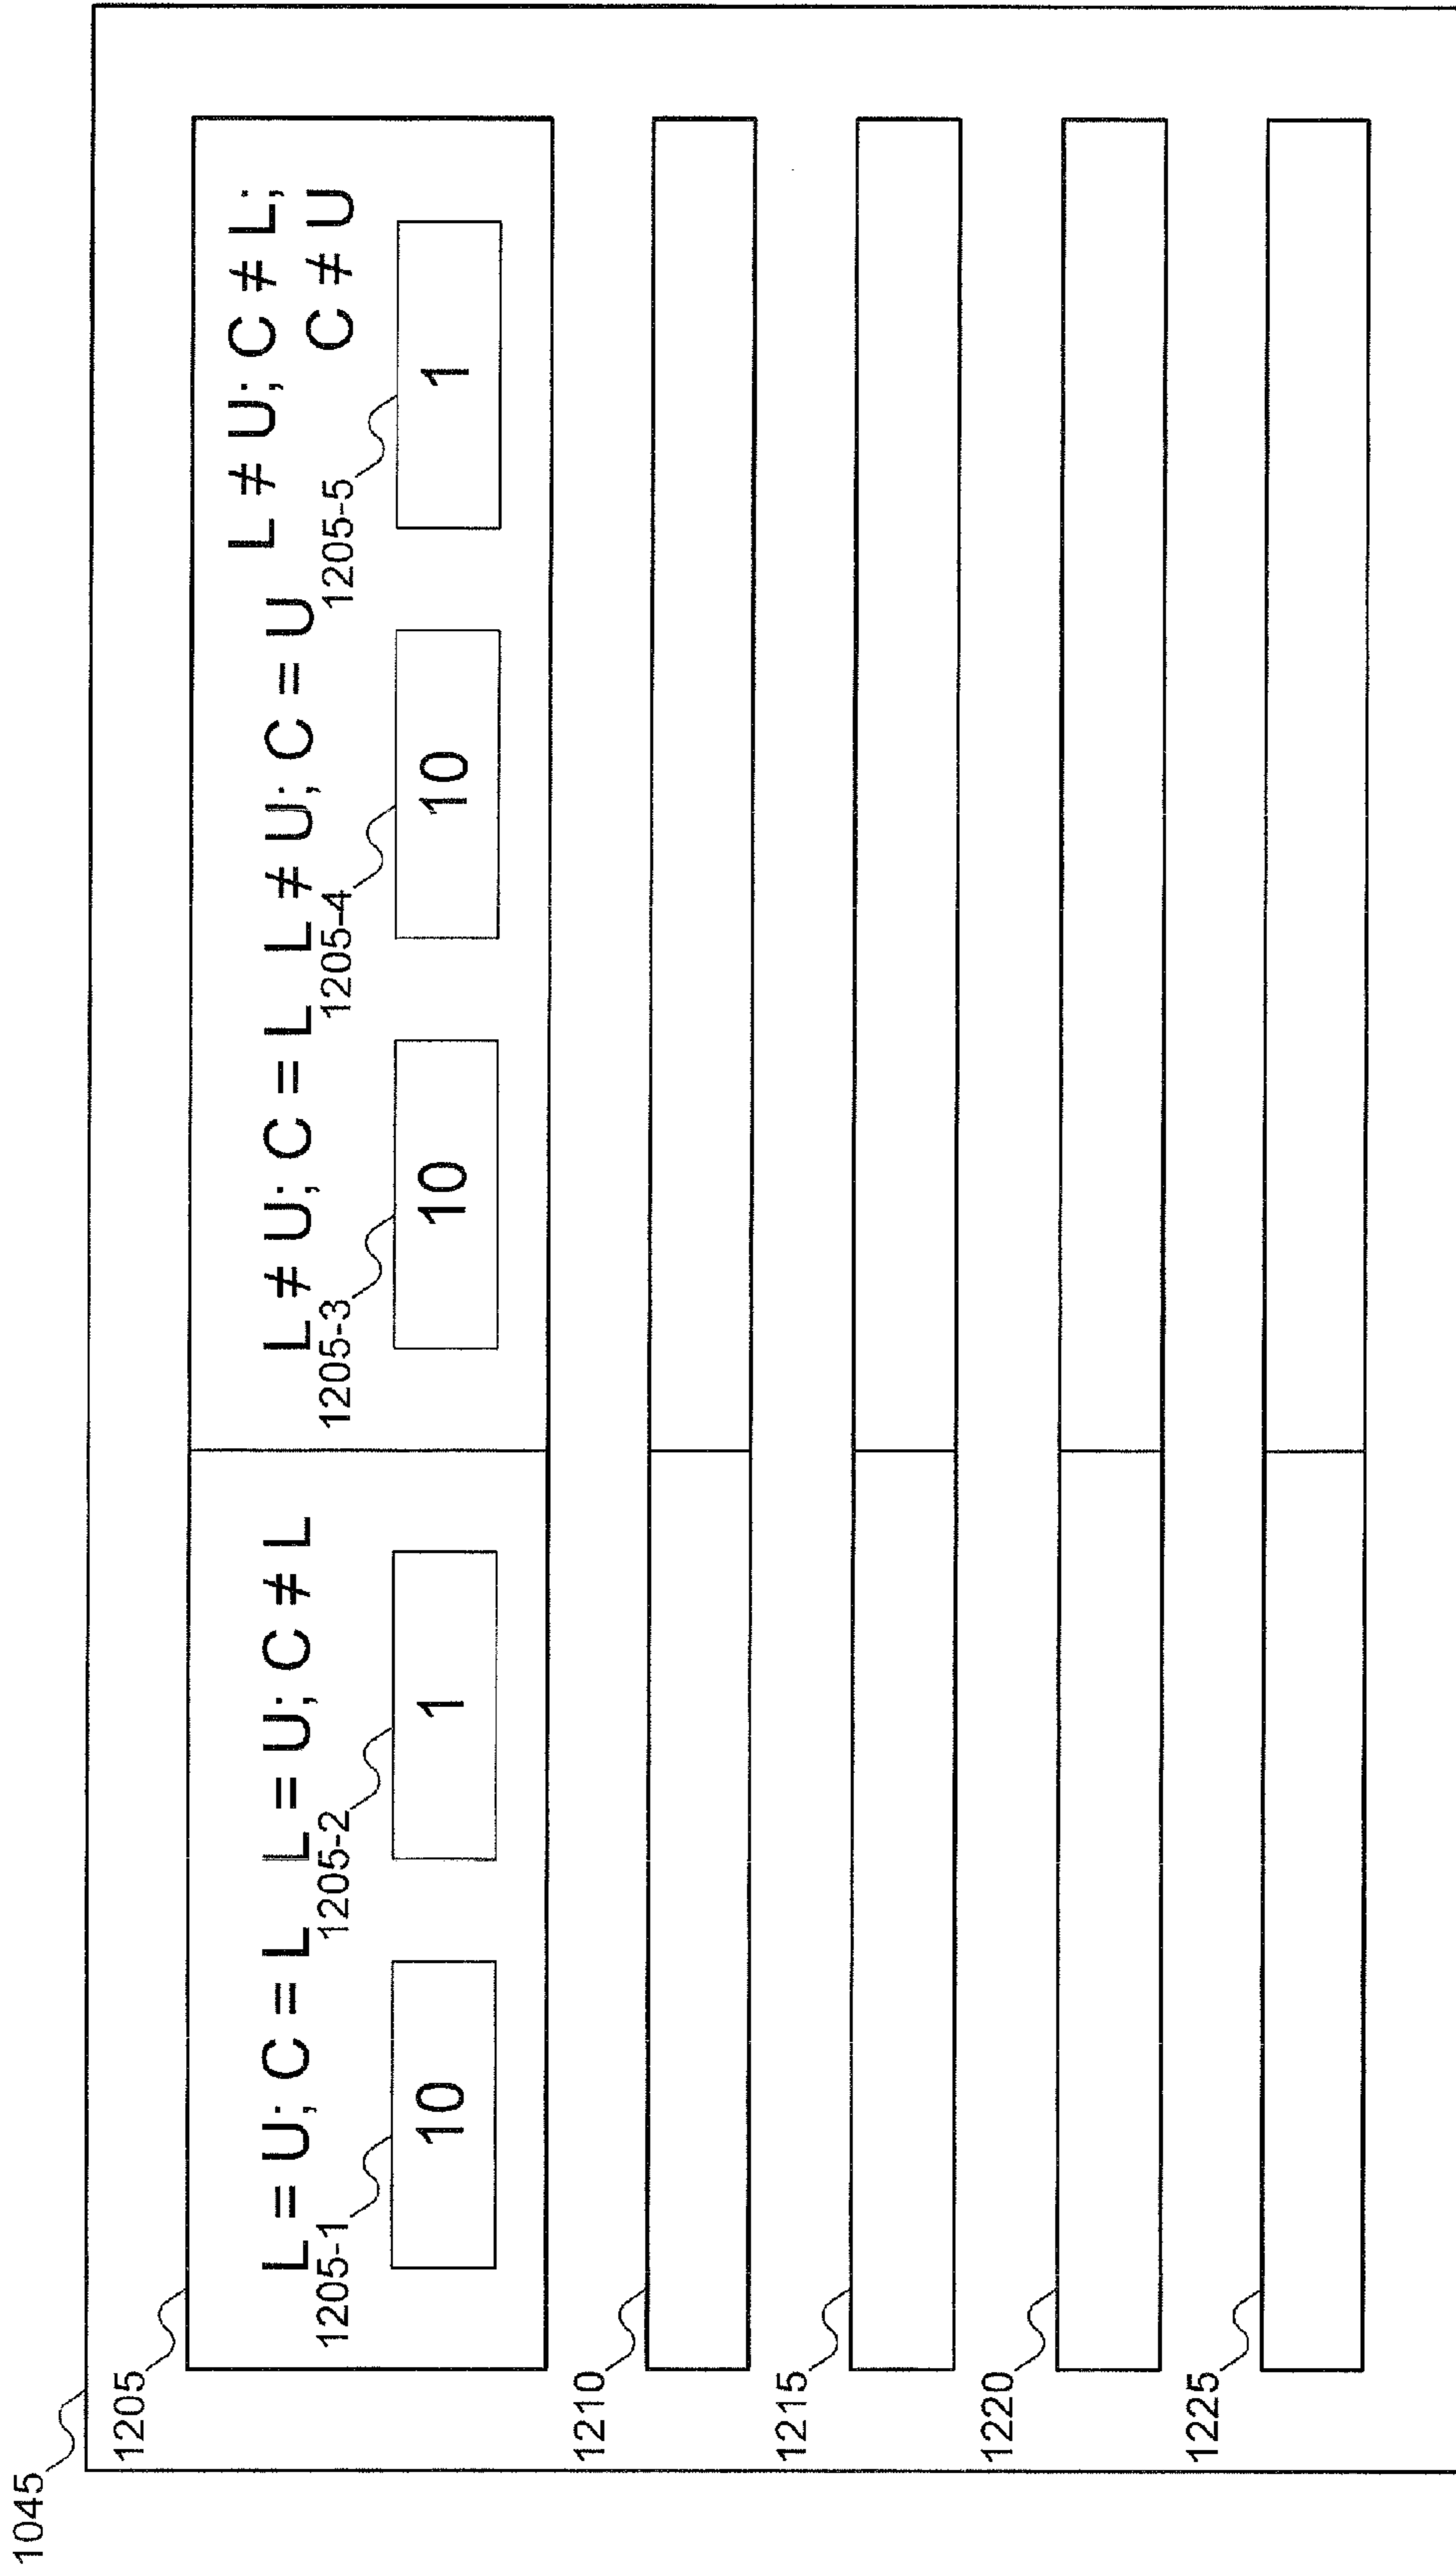 1045
1205
L = U; C = L
L = U; C ≠ L
L ≠ U; C = L
L ≠ U; C = U
L ≠ U; C ≠ L;
C ≠ U
1205-1
1205-2
1205-3
1205-4
1205-5
10
1
10
10
1
1210
1215
1220
1225